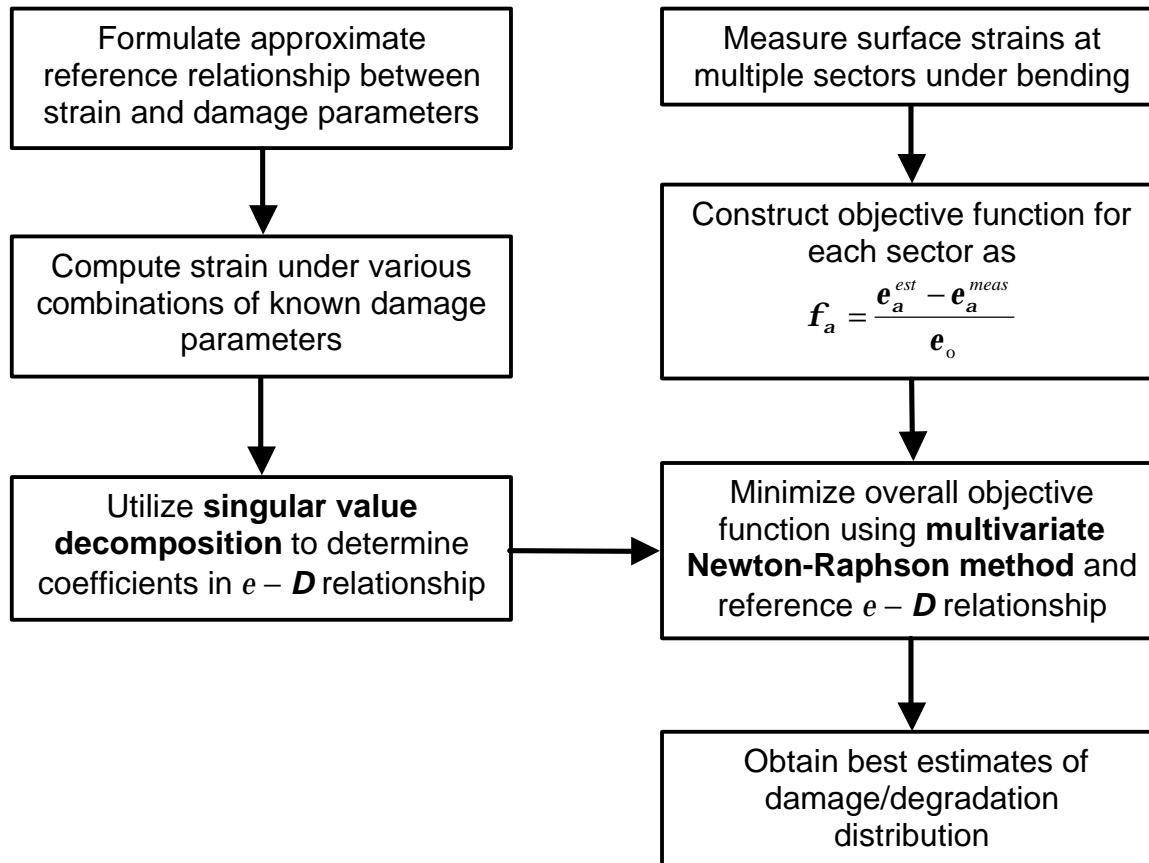 Formulate approximate
reference relationship between
strain and damage parameters
Compute strain under various
combinations of known damage
parameters
Utilize singular value
decomposition to determine
coefficients in e – D relationship
Measure surface strains at
multiple sectors under bending
Construct objective function for
each sector as
f_a = (e_a^est − e_a^meas) / e_o
Minimize overall objective
function using multivariate
Newton-Raphson method and
reference e – D relationship
Obtain best estimates of
damage/degradation
distribution